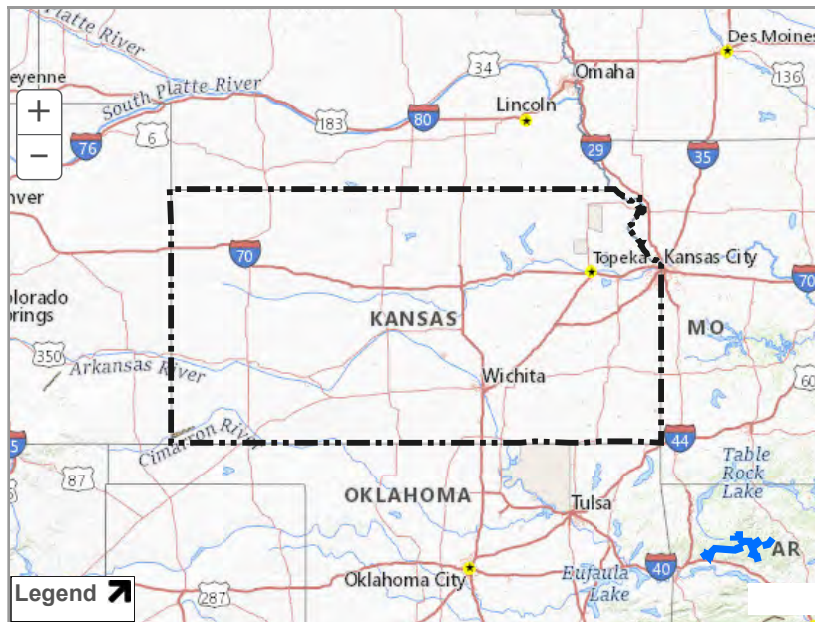 Platte River
Des Moines
eyenne
South Platte River
34
Omaha
136
+
Lincoln
183
80
6
−
76
29
35
nver
70
Topeka
Kansas City
70
olorado
rings
KANSAS
MO
350
Arkansas River
Wichita
60
Cimarron River
44
5
87
Table
Rock
Lake
OKLAHOMA
Tulsa
AR
Oklahoma City
Eufaula
Lake
40
Legend
287